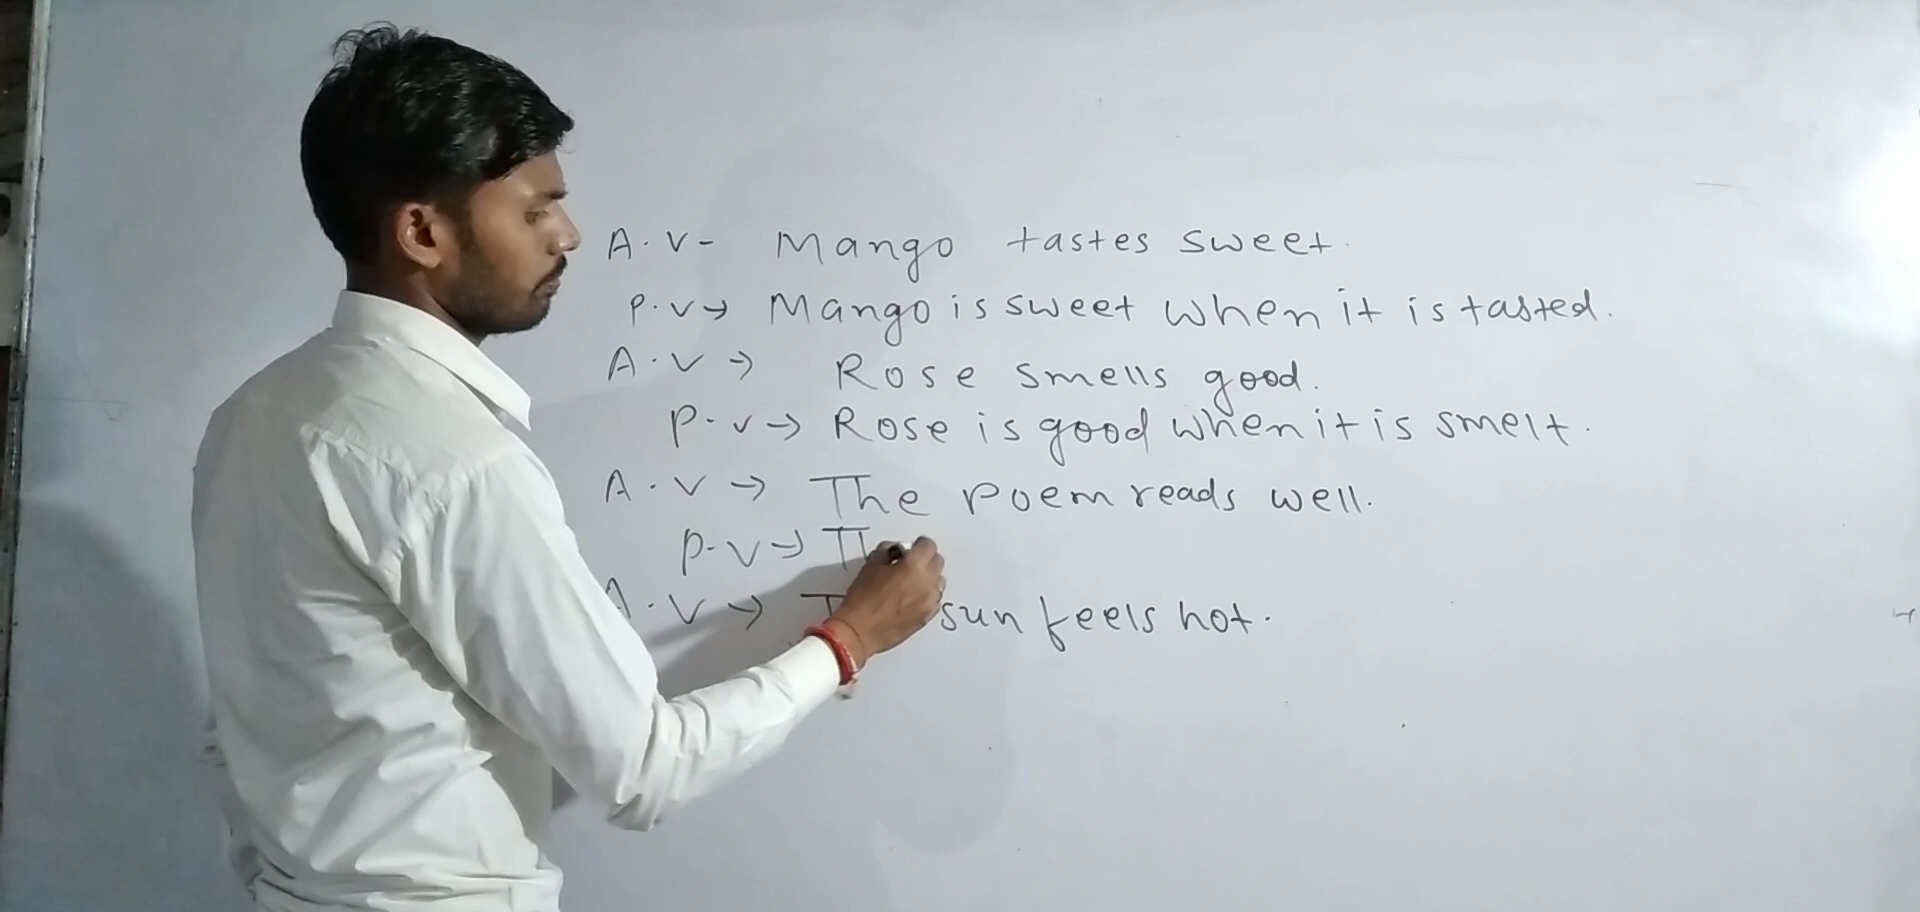 A.V- Mango tastes sweet.
P.V→ Mango is sweet when it is tasted.
A.V→ Rose smells good.
P.V→ Rose is good when it is smelt.
A.V→ The Poem reads well.
P.V→
A.V→ sun feels hot.